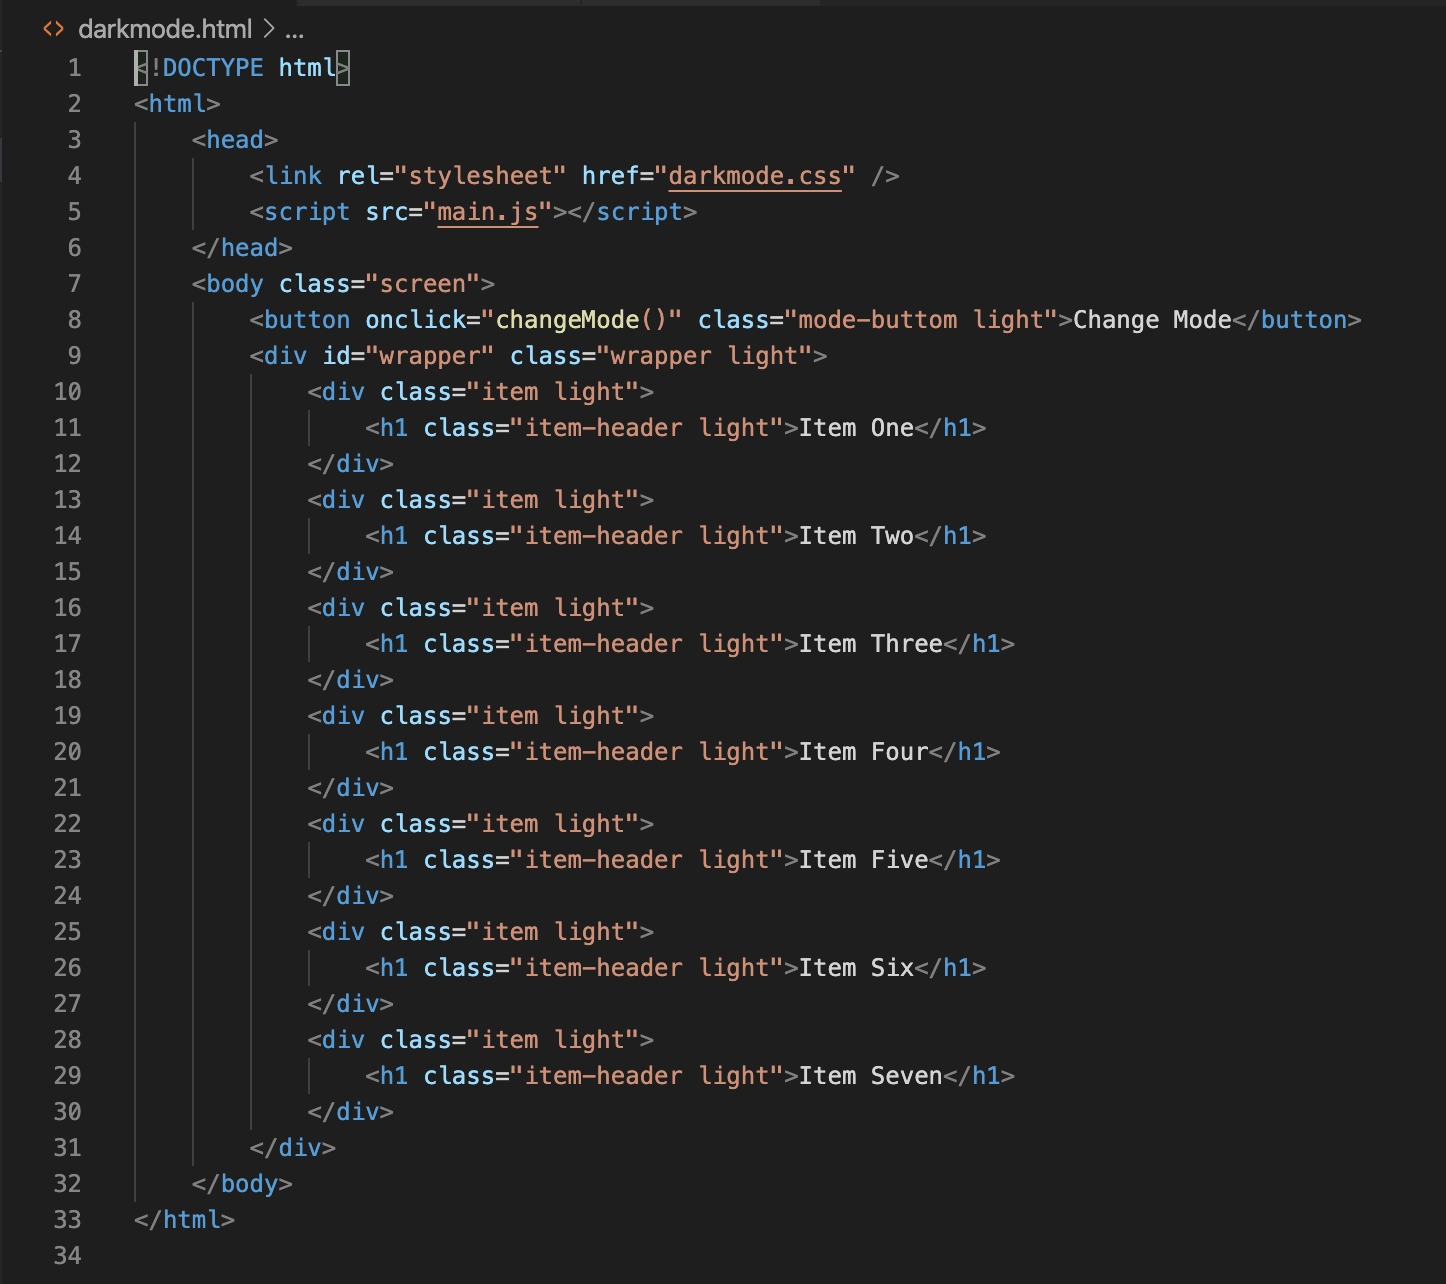 <> darkmode.html > ...
1 <!DOCTYPE html>
2 <html>
3     <head>
4         <link rel="stylesheet" href="darkmode.css" />
5         <script src="main.js"></script>
6     </head>
7     <body class="screen">
8         <button onclick="changeMode()" class="mode-buttom light">Change Mode</button>
9         <div id="wrapper" class="wrapper light">
10             <div class="item light">
11                 <h1 class="item-header light">Item One</h1>
12             </div>
13             <div class="item light">
14                 <h1 class="item-header light">Item Two</h1>
15             </div>
16             <div class="item light">
17                 <h1 class="item-header light">Item Three</h1>
18             </div>
19             <div class="item light">
20                 <h1 class="item-header light">Item Four</h1>
21             </div>
22             <div class="item light">
23                 <h1 class="item-header light">Item Five</h1>
24             </div>
25             <div class="item light">
26                 <h1 class="item-header light">Item Six</h1>
27             </div>
28             <div class="item light">
29                 <h1 class="item-header light">Item Seven</h1>
30             </div>
31         </div>
32     </body>
33 </html>
34